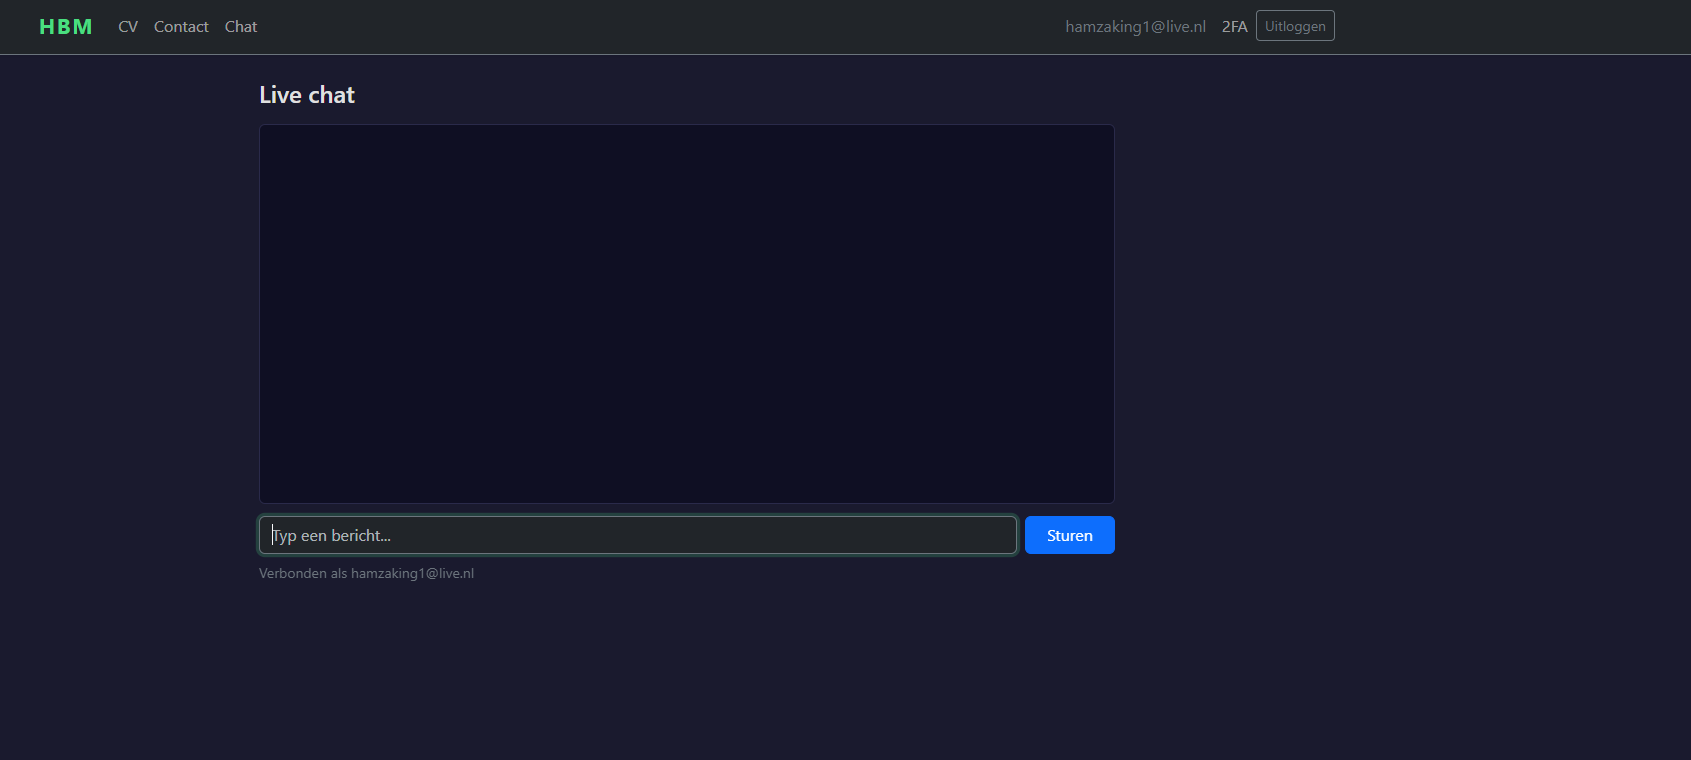 HBM CV Contact Chat hamzaking1@live.nl 2FA Uitloggen
Live chat
Typ een bericht... Sturen
Verbonden als hamzaking1@live.nl